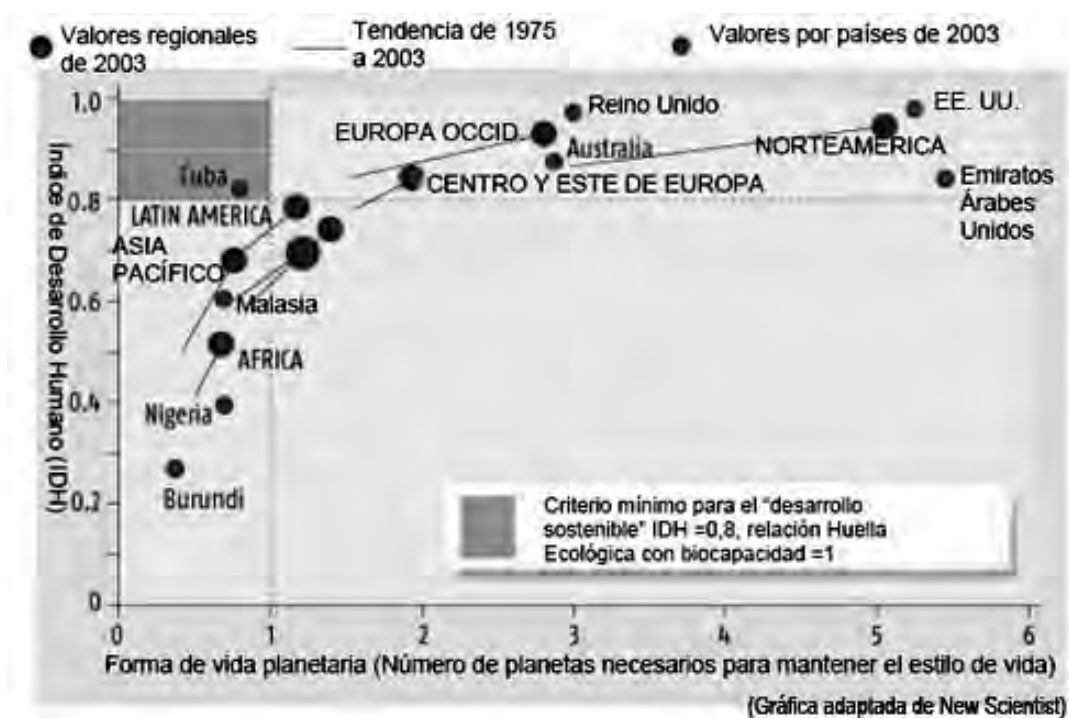 Valores regionales
de 2003
Tendencia de 1975
a 2003
Valores por países de 2003
Índice de Desarrollo Humano (IDH)
1.0
0.8
0.6
0.4
0.2
0
Reino Unido
EE. UU.
EUROPA OCCID.
Australia
NORTEAMERICA
CENTRO Y ESTE DE EUROPA
Emiratos
Árabes
Unidos
Tuba
LATIN AMERICA
ASIA
PACÍFICO
Malasia
AFRICA
Nigeria
Burundi
Criterio mínimo para el “desarrollo
sostenible” IDH =0,8, relación Huella
Ecológica con biocapacidad =1
0 1 2 3 4 5 6
Forma de vida planetaria (Número de planetas necesarios para mantener el estilo de vida)
(Gráfica adaptada de New Scientist)